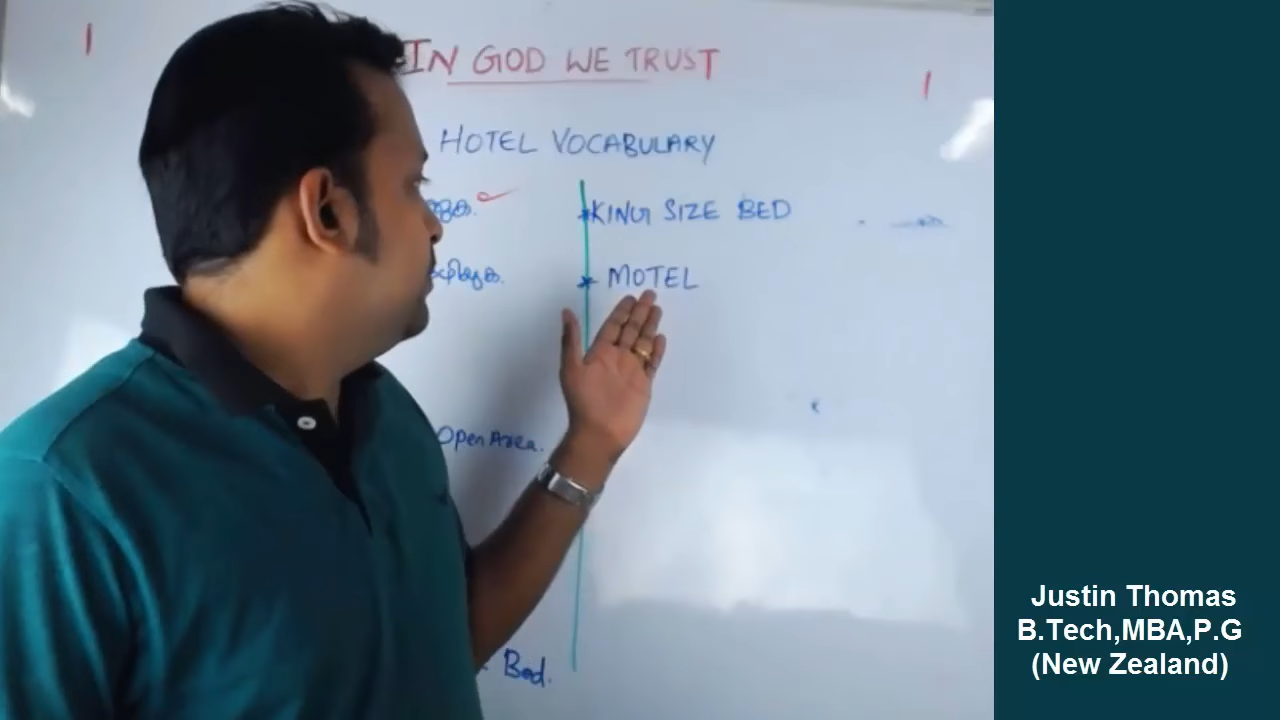 IN GOD WE TRUST
HOTEL VOCABULARY
KING SIZE BED
MOTEL
Open Area.
Bed.
Justin Thomas
B.Tech,MBA,P.G
(New Zealand)